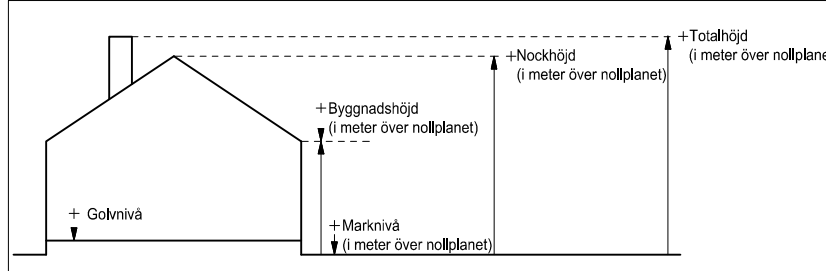 +Totalhöjd
(i meter över nollplane
+Nockhöjd
(i meter över nollplanet)
+Byggnadshöjd
(i meter över nollplanet)
+ Golvnivå
+Marknivå
(i meter över nollplanet)